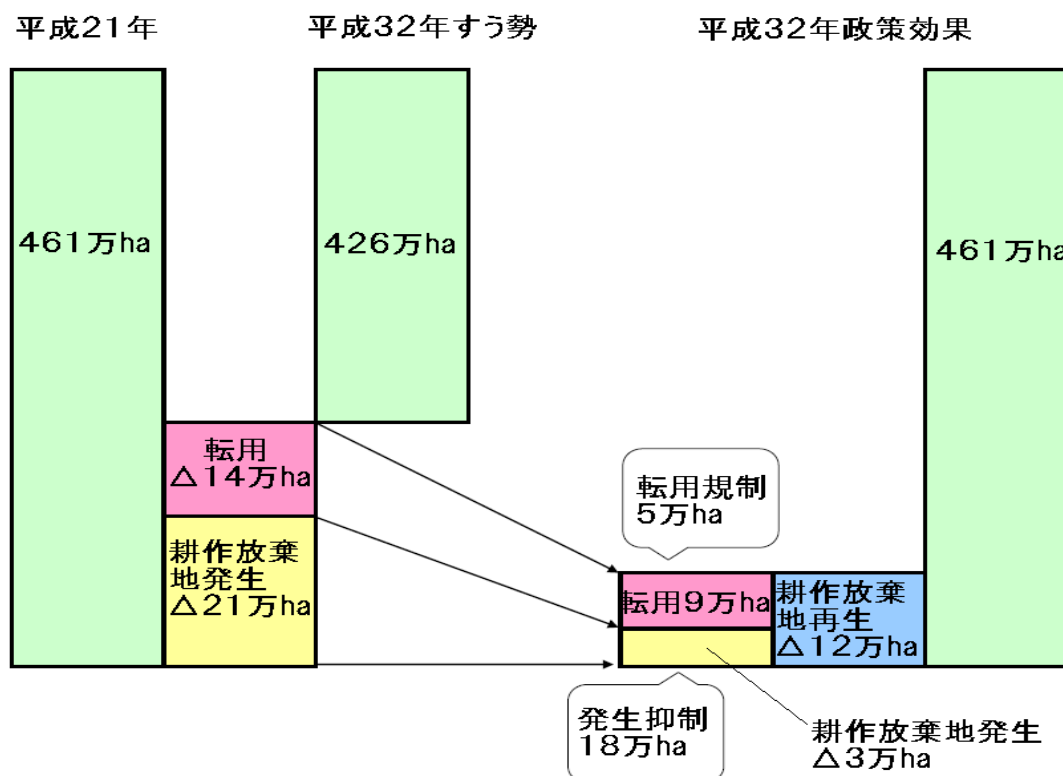 平成21年
平成32年すう勢
平成32年政策効果
461万ha
426万ha
461万ha
転用
△14万ha
転用規制
5万ha
耕作放棄
地発生
△21万ha
転用9万ha
耕作放棄
地再生
△12万ha
発生抑制
18万ha
耕作放棄地発生
△3万ha